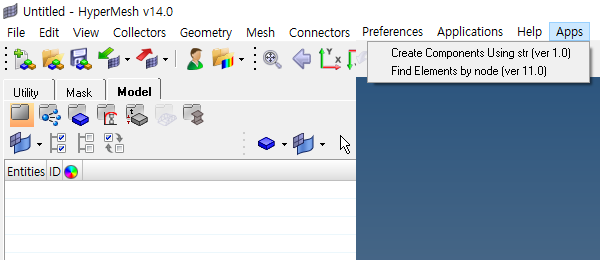 Untitled - HyperMesh v14.0
File Edit View Collectors Geometry Mesh Connectors Preferences Applications Help Apps
Create Components Using str (ver 1.0)
Find Elements by node (ver 11.0)
Utility Mask Model
Entities ID